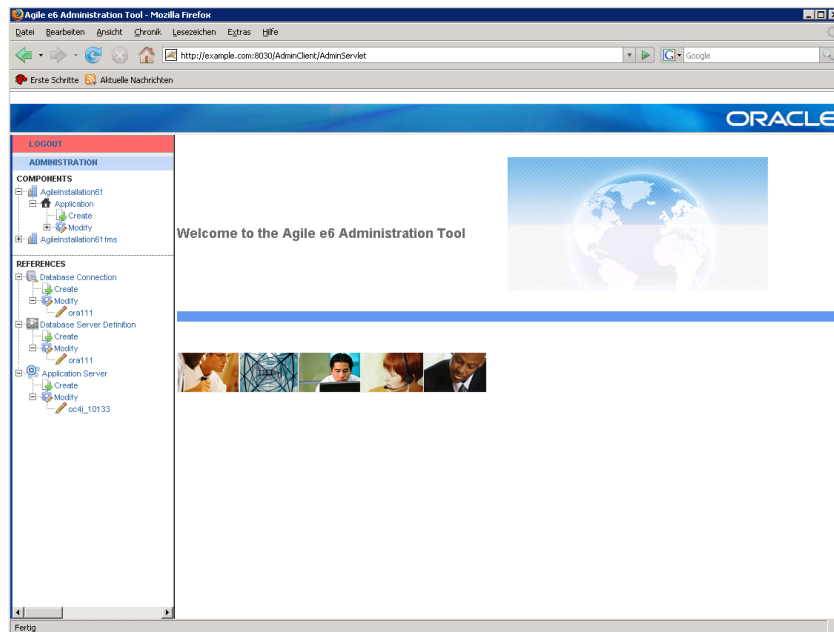 Agile e6 Administration Tool - Mozilla Firefox
Datei Bearbeiten Ansicht Chronik Lesezeichen Extras Hilfe
http://example.com:8030/AdminClient/AdminServlet
Google
Erste Schritte Aktuelle Nachrichten
ORACLE
LOGOUT
ADMINISTRATION
COMPONENTS
AgileInstallation61
Application
Create
Modify
AgileInstallation61fms
Welcome to the Agile e6 Administration Tool
REFERENCES
Database Connection
Create
Modify
ora111
Database Server Definition
Create
Modify
ora111
Application Server
Create
Modify
oc4j_10133
Fertig